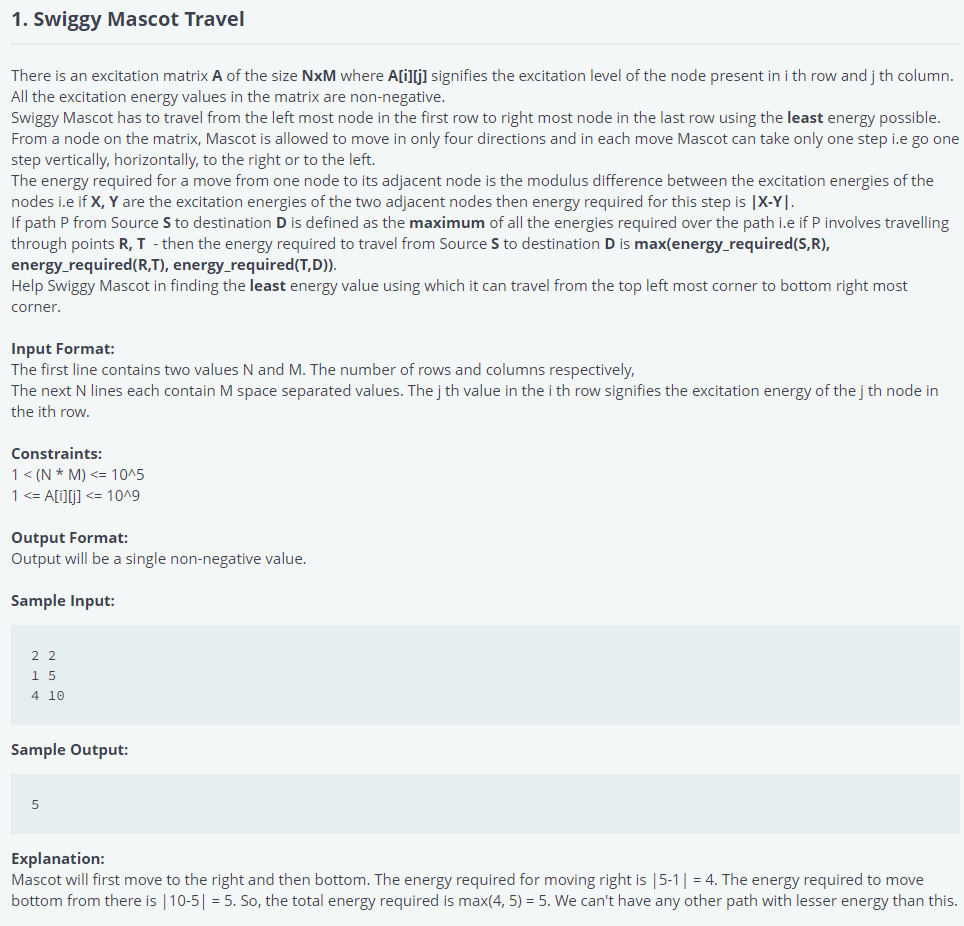 1. Swiggy Mascot Travel
There is an excitation matrix A of the size NxM where A[i][j] signifies the excitation level of the node present in i th row and j th column.
All the excitation energy values in the matrix are non-negative.
Swiggy Mascot has to travel from the left most node in the first row to right most node in the last row using the least energy possible.
From a node on the matrix, Mascot is allowed to move in only four directions and in each move Mascot can take only one step i.e go one
step vertically, horizontally, to the right or to the left.
The energy required for a move from one node to its adjacent node is the modulus difference between the excitation energies of the
nodes i.e if X, Y are the excitation energies of the two adjacent nodes then energy required for this step is |X-Y|.
If path P from Source S to destination D is defined as the maximum of all the energies required over the path i.e if P involves travelling
through points R, T - then the energy required to travel from Source S to destination D is max(energy_required(S,R),
energy_required(R,T), energy_required(T,D)).
Help Swiggy Mascot in finding the least energy value using which it can travel from the top left most corner to bottom right most
corner.
Input Format:
The first line contains two values N and M. The number of rows and columns respectively,
The next N lines each contain M space separated values. The j th value in the i th row signifies the excitation energy of the j th node in
the ith row.
Constraints:
1 < (N * M) <= 10^5
1 <= A[i][j] <= 10^9
Output Format:
Output will be a single non-negative value.
Sample Input:
2 2
1 5
4 10
Sample Output:
5
Explanation:
Mascot will first move to the right and then bottom. The energy required for moving right is |5-1| = 4. The energy required to move
bottom from there is |10-5| = 5. So, the total energy required is max(4, 5) = 5. We can't have any other path with lesser energy than this.